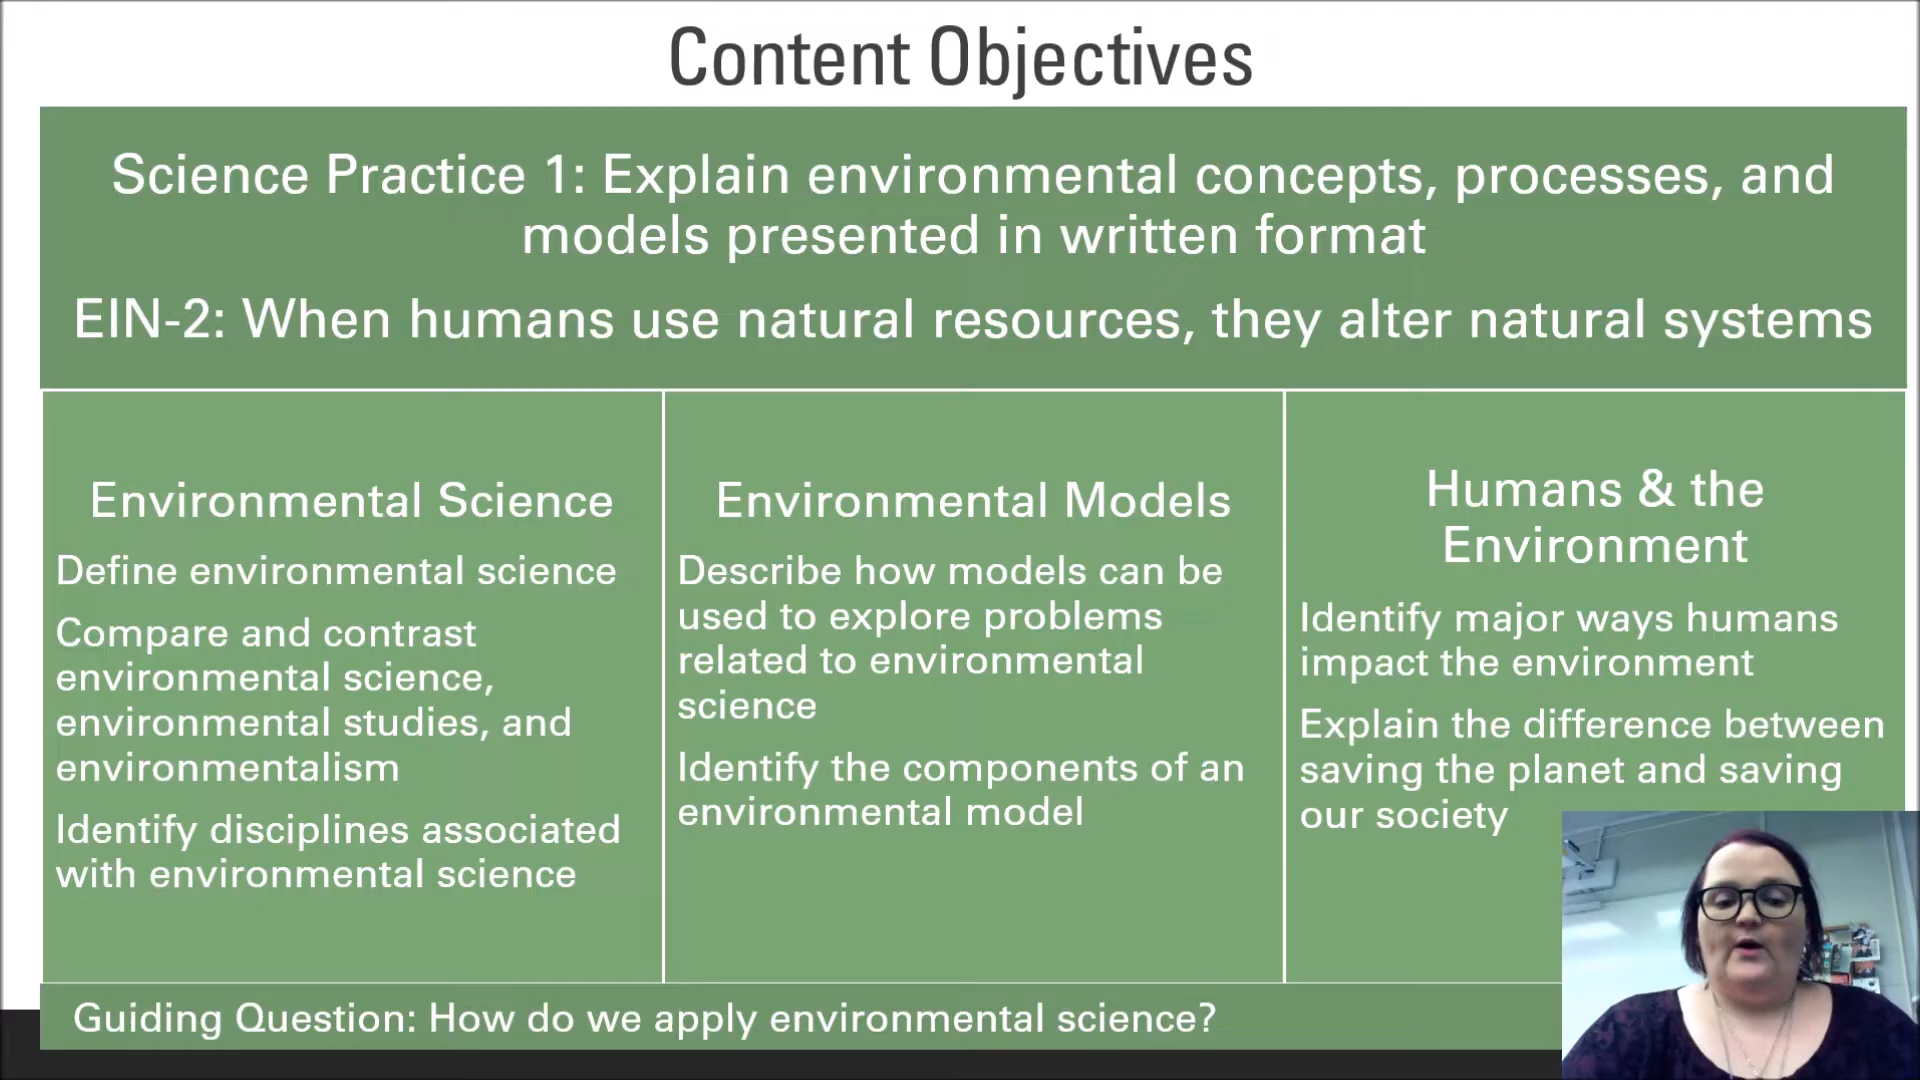 Content Objectives
Science Practice 1: Explain environmental concepts, processes, and
models presented in written format
EIN-2: When humans use natural resources, they alter natural systems
Environmental Science
Define environmental science
Compare and contrast
environmental science,
environmental studies, and
environmentalism
Identify disciplines associated
with environmental science
Environmental Models
Describe how models can be
used to explore problems
related to environmental
science
Identify the components of an
environmental model
Humans & the
Environment
Identify major ways humans
impact the environment
Explain the difference between
saving the planet and saving
our society
Guiding Question: How do we apply environmental science?